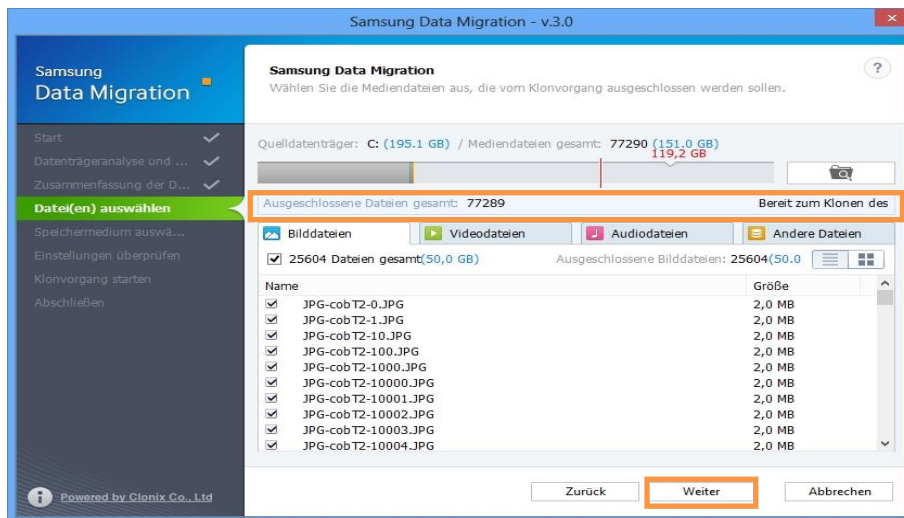 Samsung Data Migration - v.3.0
Samsung
Data Migration
Samsung Data Migration
Wählen Sie die Mediendateien aus, die vom Klonvorgang ausgeschlossen werden sollen.
?
Start
Datenträgeranalyse und ...
Zusammenfassung der D...
Datei(en) auswählen
Speichermedium auswä...
Einstellungen überprüfen
Klonvorgang starten
Abschließen
Quelldatenträger: C: (195.1 GB) / Mediendateien gesamt: 77290 (151.0 GB)
119,2 GB
Ausgeschlossene Dateien gesamt: 77289 Bereit zum Klonen des
Bilddateien Videodateien Audiodateien Andere Dateien
25604 Dateien gesamt(50,0 GB) Ausgeschlossene Bilddateien: 25604(50.0
Name Größe
JPG-cobT2-0.JPG 2,0 MB
JPG-cobT2-1.JPG 2,0 MB
JPG-cobT2-10.JPG 2,0 MB
JPG-cobT2-100.JPG 2,0 MB
JPG-cobT2-1000.JPG 2,0 MB
JPG-cobT2-10000.JPG 2,0 MB
JPG-cobT2-10001.JPG 2,0 MB
JPG-cobT2-10002.JPG 2,0 MB
JPG-cobT2-10003.JPG 2,0 MB
JPG-cobT2-10004.JPG 2,0 MB
Powered by Clonix Co., Ltd
Zurück Weiter Abbrechen